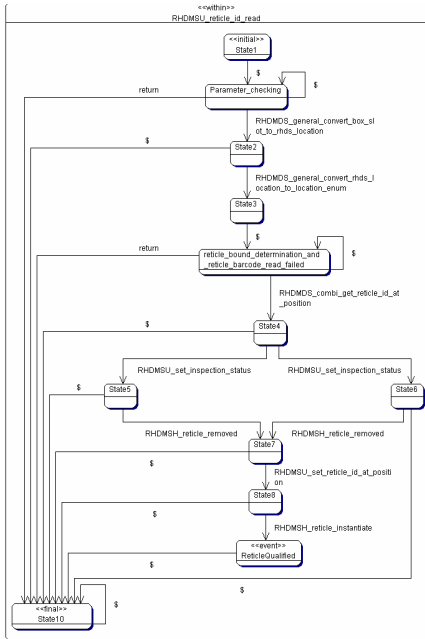 <<within>>
RHDMSU_reticle_id_read
<<initial>>
State1
$
Parameter_checking
$
return
RHDMDS_general_convert_box_sl
ot_to_rhds_location
$
State2
RHDMDS_general_convert_rhds_l
ocation_to_location_enum
State3
$
return
reticle_bound_determination_and
_reticle_barcode_read_failed
$
RHDMDS_combi_get_reticle_id_at
_position
$
State4
RHDMSU_set_inspection_status
RHDMSU_set_inspection_status
$
State5
State6
RHDMSH_reticle_removed
RHDMSH_reticle_removed
State7
$
RHDMSU_set_reticle_id_at_positi
on
State8
$
RHDMSH_reticle_instantiate
<<event>>
ReticleQualified
$
$
<<final>>
State10
$